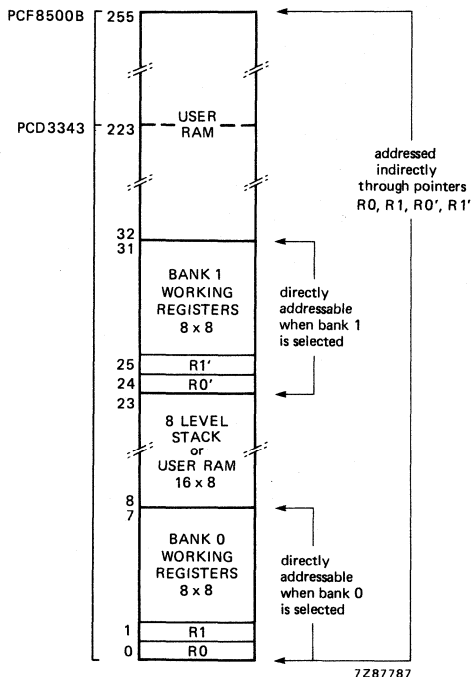 PCF8500B 255
PCD3343 223
USER
RAM
addressed
indirectly
through pointers
R0, R1, R0', R1'
32
31
BANK 1
WORKING
REGISTERS
8 x 8
directly
addressable
when bank 1
is selected
25 R1'
24 R0'
23
8 LEVEL
STACK
or
USER RAM
16 x 8
8
7
BANK 0
WORKING
REGISTERS
8 x 8
directly
addressable
when bank 0
is selected
1 R1
0 R0
7Z87787